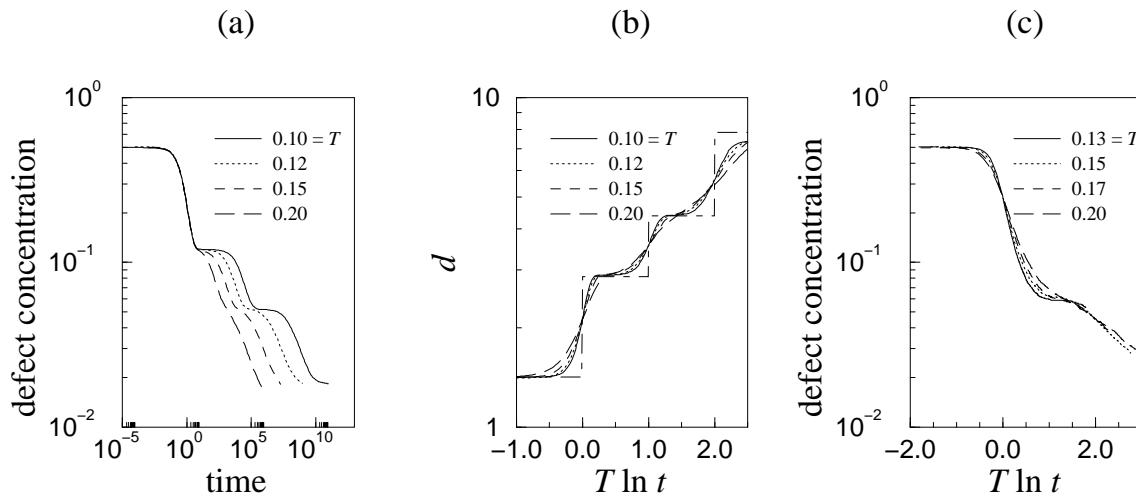 (a)
10^0
10^-1
10^-2
defect concentration
0.10 = T
0.12
0.15
0.20
10^-5 10^0 10^5 10^10
time
(b)
10
1
d
0.10 = T
0.12
0.15
0.20
-1.0 0.0 1.0 2.0
T ln t
(c)
10^0
10^-1
10^-2
defect concentration
0.13 = T
0.15
0.17
0.20
-2.0 0.0 2.0
T ln t